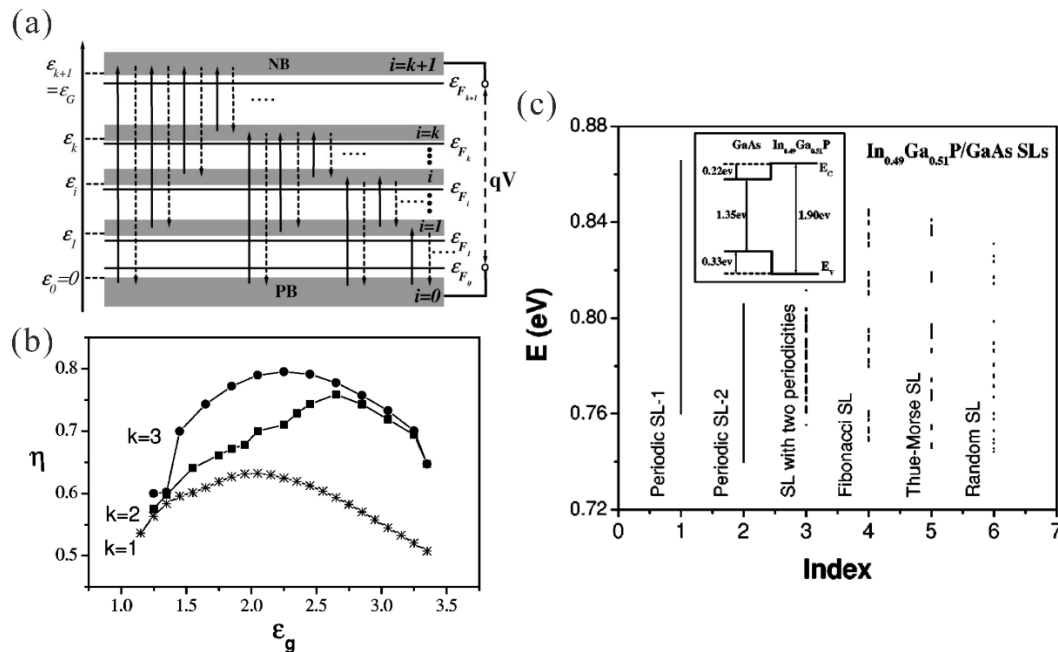 (a)
NB
i=k+1
ε_{k+1}
=ε_G
ε_{F_{k+1}}
i=k
ε_k
ε_{F_k}
qV
i
ε_i
ε_{F_i}
i=1
ε_1
ε_{F_1}
ε_0=0
ε_{F_0}
PB
i=0
(b)
0.8
0.7
0.6
0.5
η
k=3
k=2
k=1
1.0 1.5 2.0 2.5 3.0 3.5
ε_g
(c)
0.88
0.84
0.80
0.76
0.72
E (eV)
In_{0.49}Ga_{0.51}P/GaAs SLs
GaAs In_{0.49}Ga_{0.51}P
0.22ev
E_C
1.35ev
1.90ev
0.33ev
E_V
Periodic SL-1
Periodic SL-2
SL with two periodicities
Fibonacci SL
Thue-Morse SL
Random SL
0 1 2 3 4 5 6 7
Index